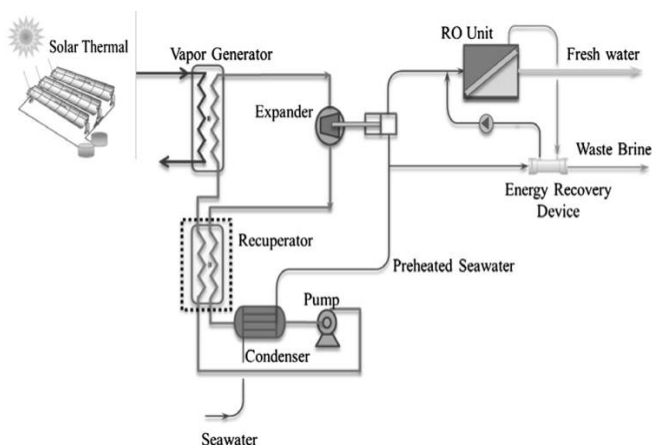 RO Unit
Solar Thermal
Vapor Generator
Fresh water
Expander
Waste Brine
Energy Recovery
Device
Recuperator
Preheated Seawater
Pump
Condenser
Seawater